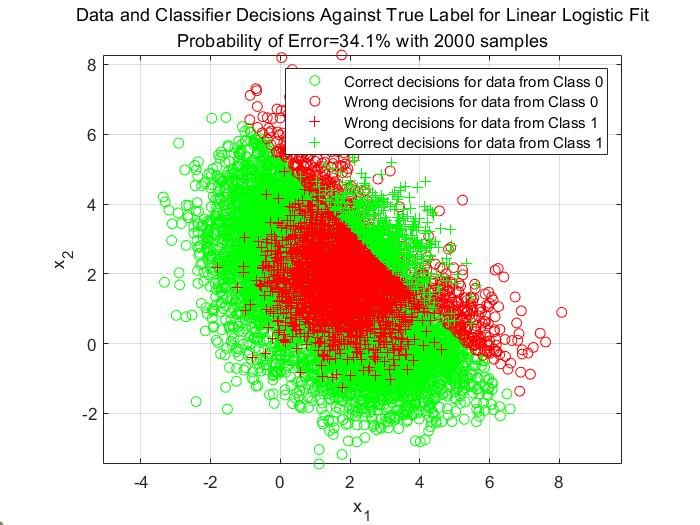 Data and Classifier Decisions Against True Label for Linear Logistic Fit
Probability of Error=34.1% with 2000 samples
Correct decisions for data from Class 0
Wrong decisions for data from Class 0
Wrong decisions for data from Class 1
Correct decisions for data from Class 1
8
6
4
2
0
-2
x2
-4 -2 0 2 4 6 8
x1